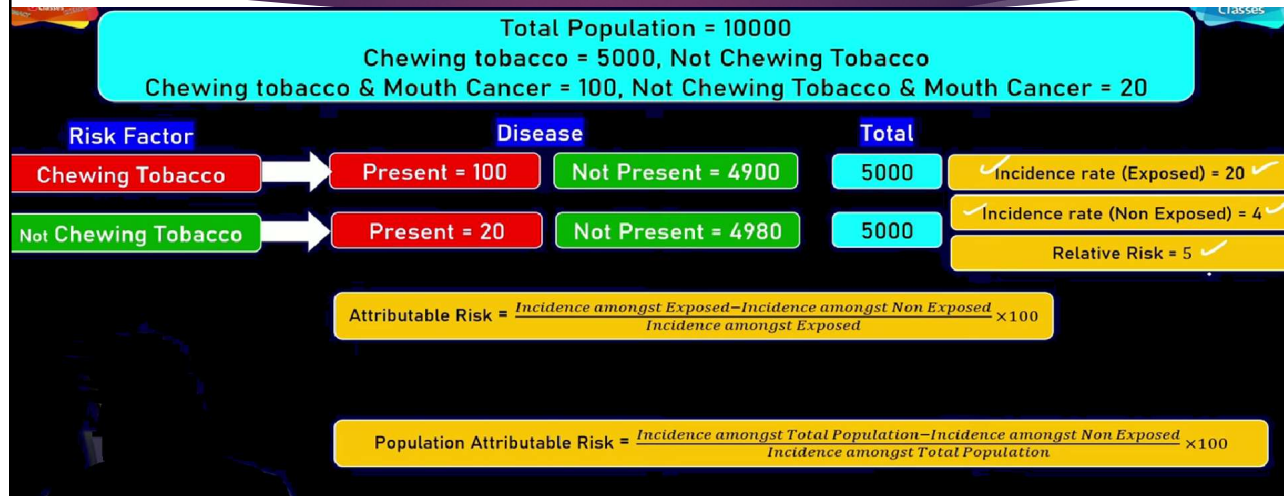 Classes
Classes
Total Population = 10000
Chewing tobacco = 5000, Not Chewing Tobacco
Chewing tobacco & Mouth Cancer = 100, Not Chewing Tobacco & Mouth Cancer = 20
Risk Factor Disease Total
Chewing Tobacco Present = 100 Not Present = 4900 5000 Incidence rate (Exposed) = 20
Incidence rate (Non Exposed) = 4
Not Chewing Tobacco Present = 20 Not Present = 4980 5000
Relative Risk = 5
Attributable Risk = \frac{Incidence amongst Exposed−Incidence amongst Non Exposed}{Incidence amongst Exposed} ×100
Population Attributable Risk = \frac{Incidence amongst Total Population−Incidence amongst Non Exposed}{Incidence amongst Total Population} ×100